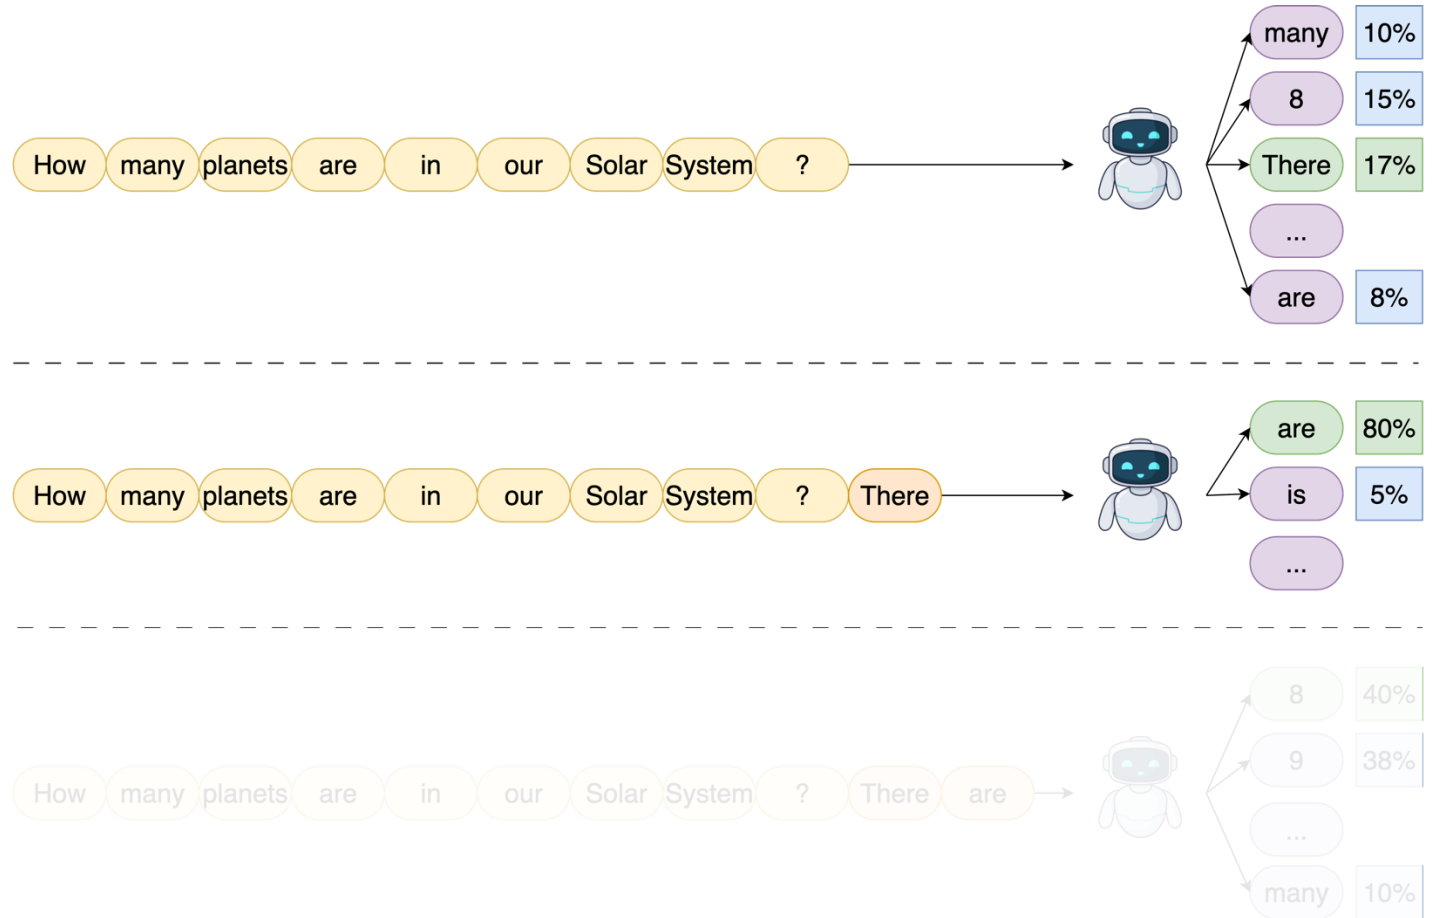 many 10%
8 15%
How many planets are in our Solar System ? There 17%
...
are 8%
are 80%
How many planets are in our Solar System ? There is 5%
...
8 40%
9 38%
How many planets are in our Solar System ? There are
...
many 10%